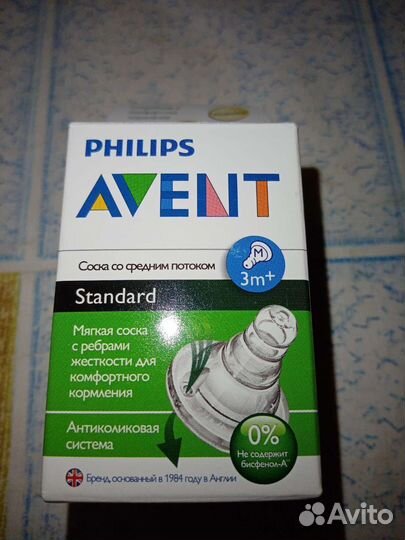 PHILIPS
AVENT
Соска со средним потоком
M
3m+
Standard
Мягкая соска
с ребрами
жесткости для
комфортного
кормления
Антиколиковая
система
0%
Не содержит
бисфенол-А
Бренд, основанный в 1984 году в Англии
Avito